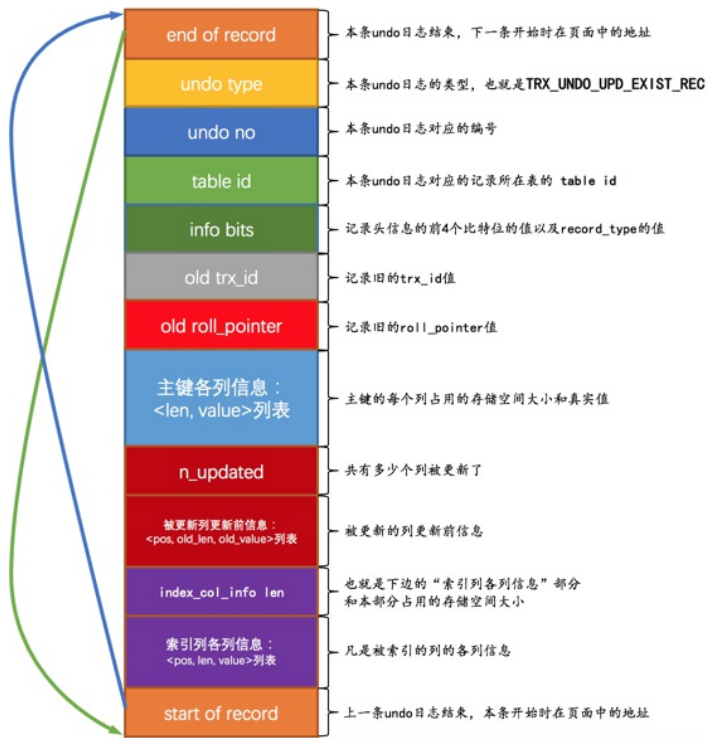 end of record
本条undo日志结束，下一条开始时在页面中的地址
undo type
本条undo日志的类型，也就是TRX_UNDO_UPD_EXIST_REC
undo no
本条undo日志对应的编号
table id
本条undo日志对应的记录所在表的 table id
info bits
记录头信息的前4个比特位的值以及record_type的值
old trx_id
记录旧的trx_id值
old roll_pointer
记录旧的roll_pointer值
主键各列信息：
<len, value>列表
主键的每个列占用的存储空间大小和真实值
n_updated
共有多少个列被更新了
被更新列更新前信息：
<pos, old_len, old_value>列表
被更新的列更新前信息
index_col_info len
也就是下边的“索引列各列信息”部分
和本部分占用的存储空间大小
索引列各列信息：
<pos, len, value>列表
凡是被索引的列的各列信息
start of record
上一条undo日志结束，本条开始时在页面中的地址